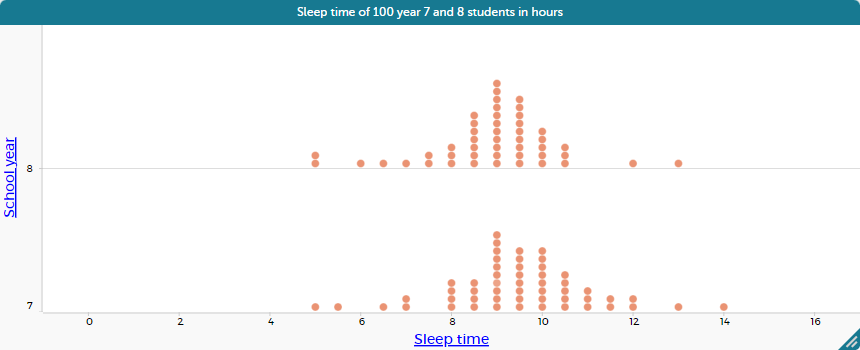 Sleep time of 100 year 7 and 8 students in hours
School year
8
7
0 2 4 6 8 10 12 14 16
Sleep time